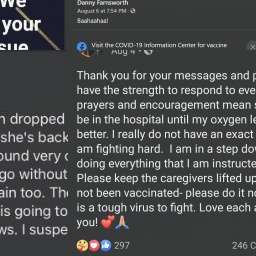 We
your
sue
Danny Farnsworth
August 6 at 7:54 PM ·
Baahaahaa!
Visit the COVID-19 Information Center for vaccine
Aug 4 ·
n dropped
she's back
ound very
go without
ain too. The
is going to
ws. I suspe
Thank you for your messages and
have the strength to respond to eve
prayers and encouragement mean s
be in the hospital until my oxygen le
better. I really do not have an exact
am fighting hard. I am in a step dow
doing everything that I am instructe
Please keep the caregivers lifted up
not been vaccinated- please do it n
is a tough virus to fight. Love each a
you! 💞🙏🏼
297
246 C